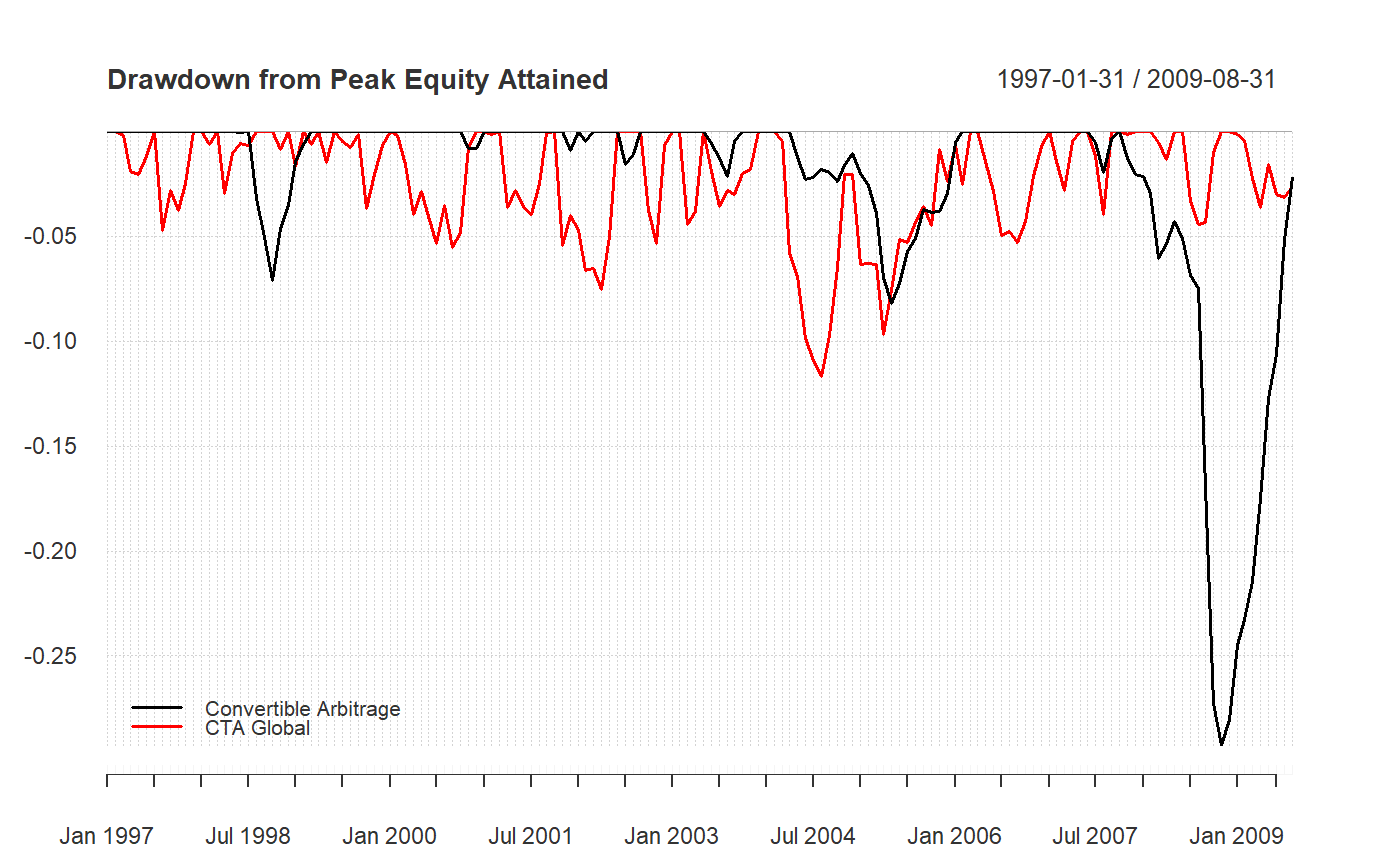 Drawdown from Peak Equity Attained
1997-01-31 / 2009-08-31
-0.05
-0.10
-0.15
-0.20
-0.25
Convertible Arbitrage
CTA Global
Jan 1997 Jul 1998 Jan 2000 Jul 2001 Jan 2003 Jul 2004 Jan 2006 Jul 2007 Jan 2009